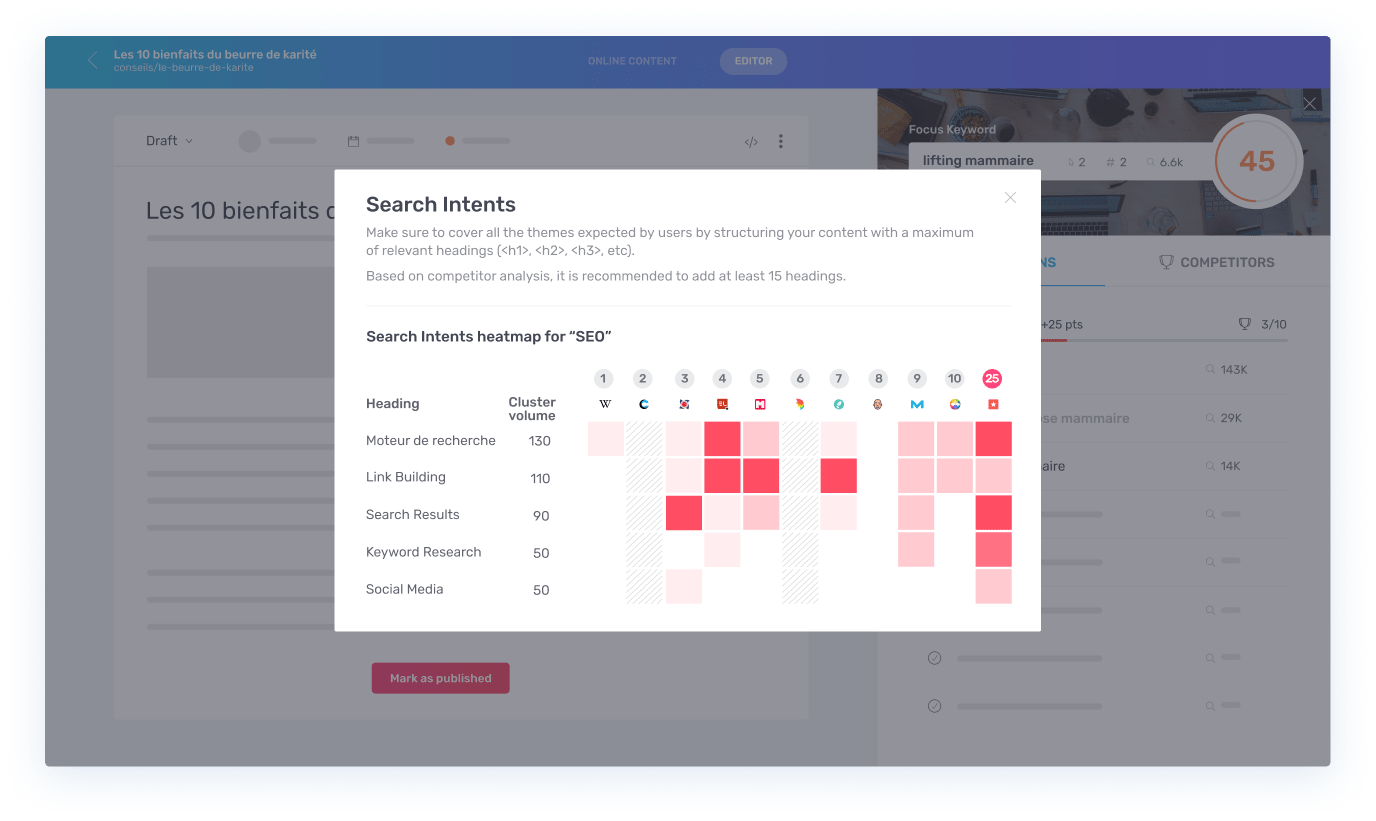 Les 10 bienfaits du beurre de karité
conseils/le-beurre-de-karite
ONLINE CONTENT
EDITOR
Draft
</>
Focus Keyword
lifting mammaire
2
# 2
6.6k
45
Les 10 bienfaits
Search Intents
Make sure to cover all the themes expected by users by structuring your content with a maximum
of relevant headings (<h1>, <h2>, <h3>, etc).
Based on competitor analysis, it is recommended to add at least 15 headings.
Search Intents heatmap for “SEO”
1 2 3 4 5 6 7 8 9 10 25
Heading
Cluster
volume
W
Moteur de recherche 130
Link Building 110
Search Results 90
Keyword Research 50
Social Media 50
NS
COMPETITORS
+25 pts
3/10
143K
mammaire
29K
aire
14K
Mark as published